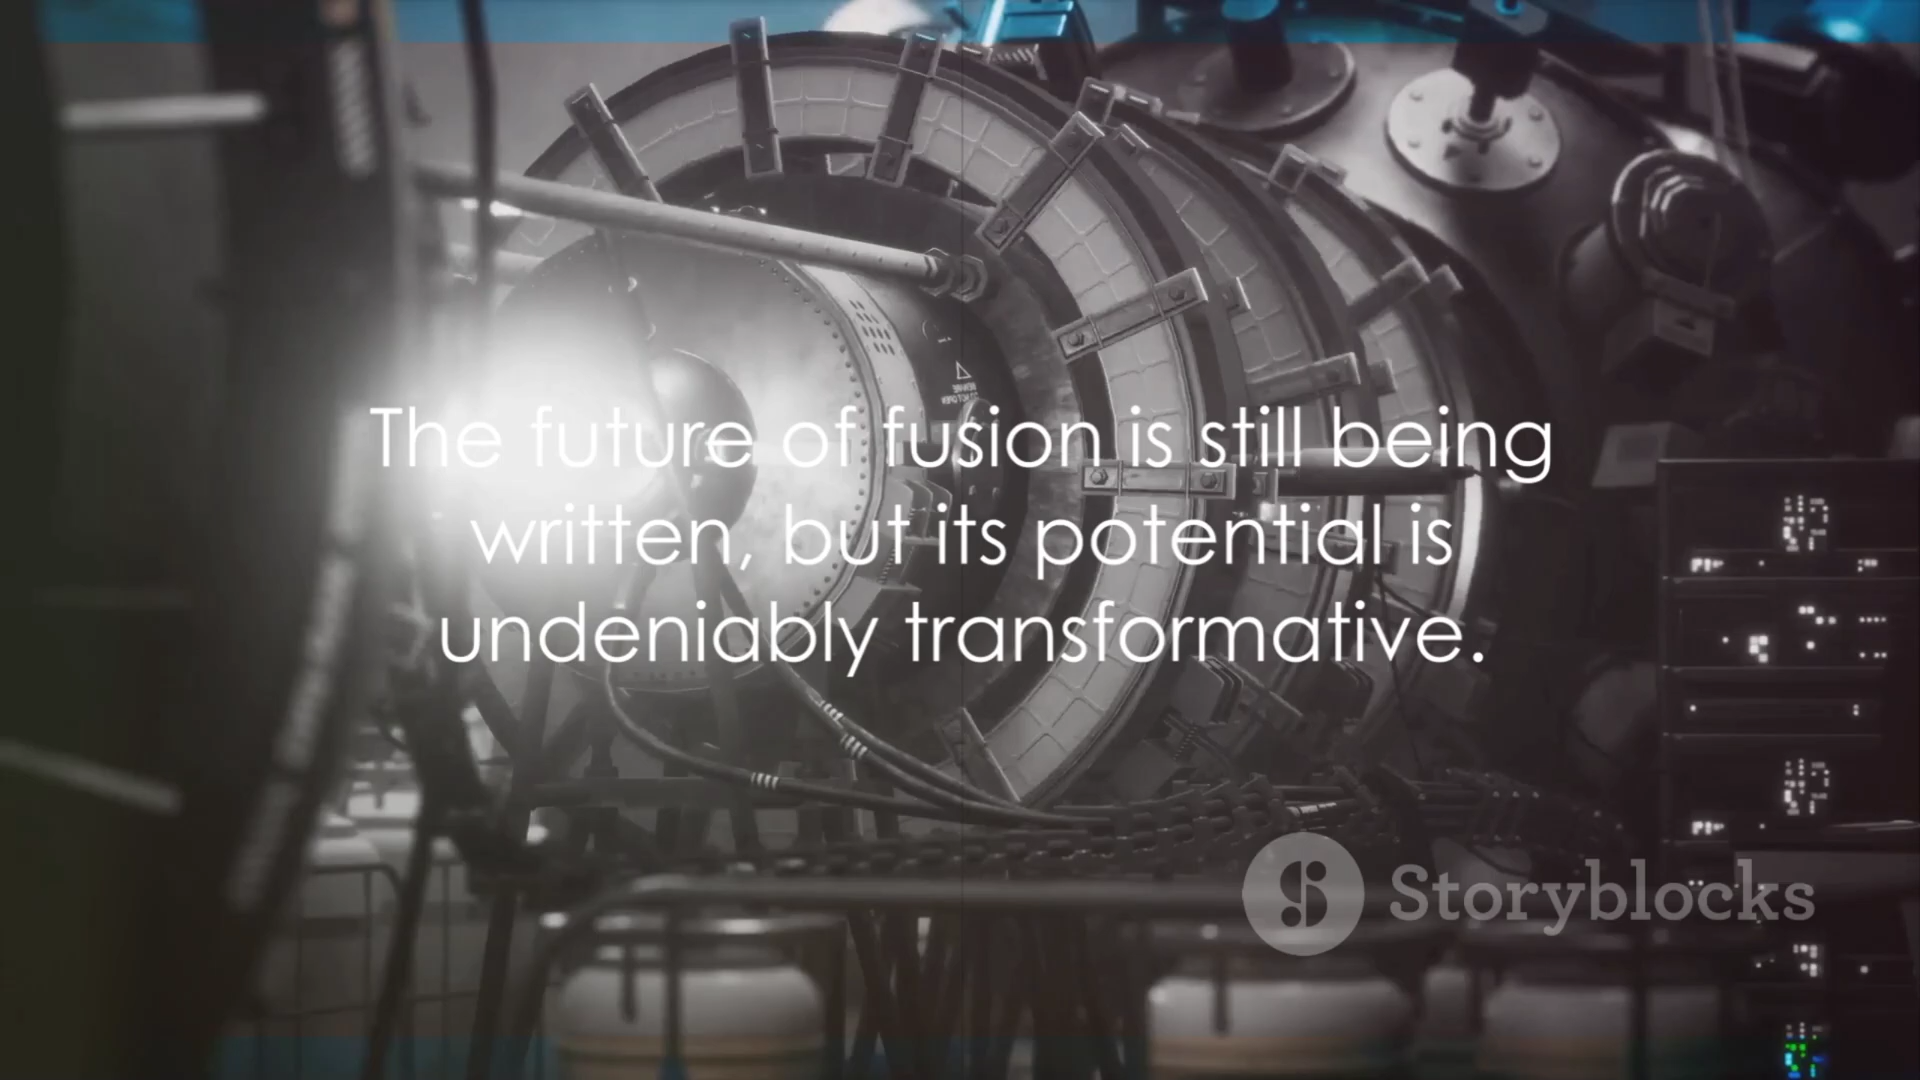 The future of fusion is still being
written, but its potential is
undeniably transformative.
Storyblocks